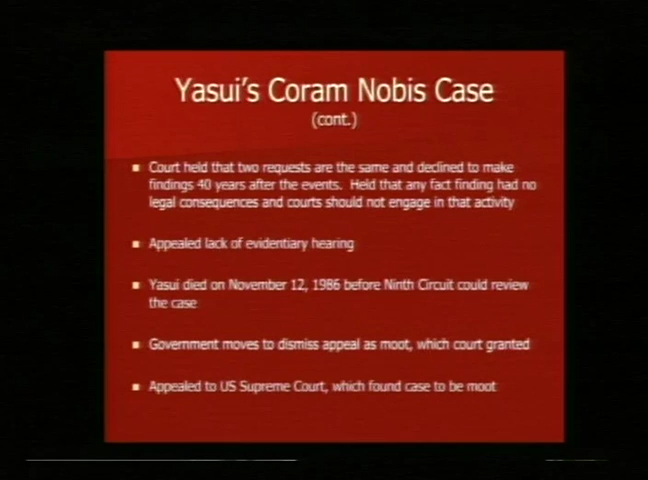 Yasui's Coram Nobis Case
(cont.)
Court held that two requests are the same and declined to make
findings 40 years after the events. Held that any fact finding had no
legal consequences and courts should not engage in that activity
Appealed lack of evidentiary hearing
Yasui died on November 12, 1986 before Ninth Circuit could review
the case
Government moves to dismiss appeal as moot, which court granted
Appealed to US Supreme Court, which found case to be moot